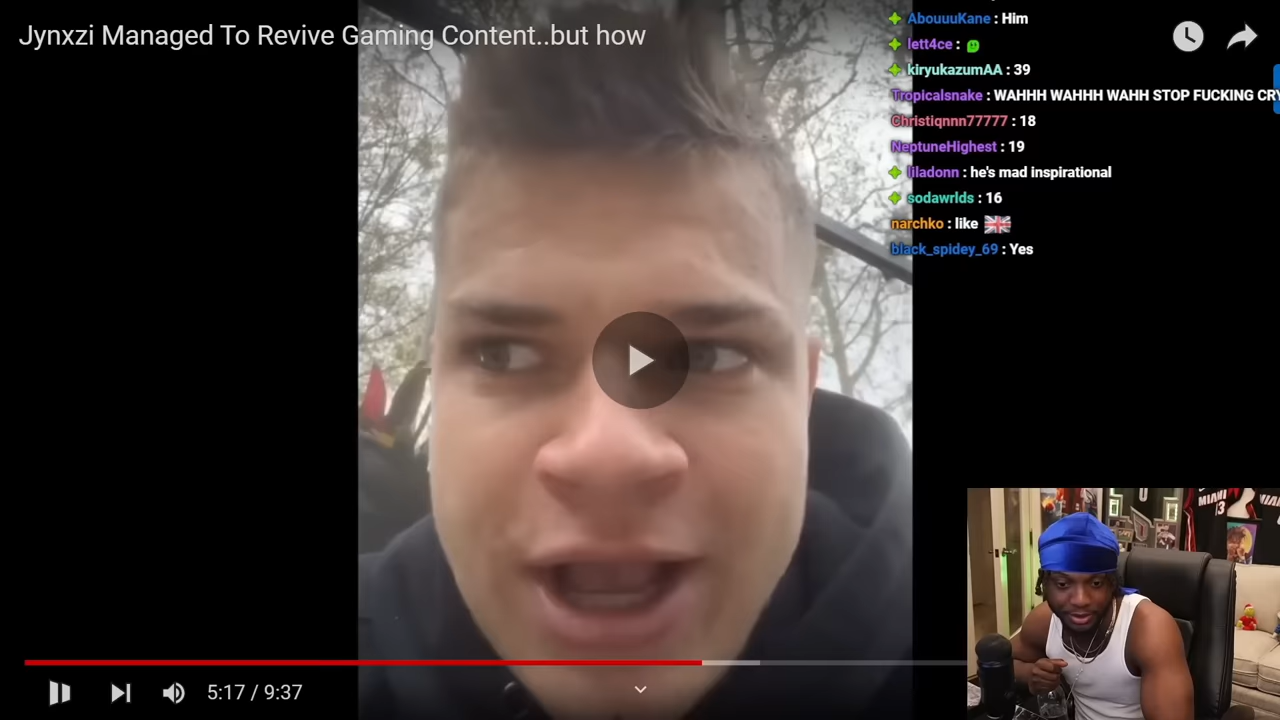 Jynxzi Managed To Revive Gaming Content..but how
AbouuuKane : Him
lett4ce :
kiryukazumAA : 39
Tropicalsnake : WAHHH WAHHH WAHH STOP FUCKING CRY
Christiqnnn77777 : 18
NeptuneHighest : 19
liladonn : he's mad inspirational
sodawrlds : 16
narchko : like
black_spidey_69 : Yes
MIAMI
3
5:17 / 9:37